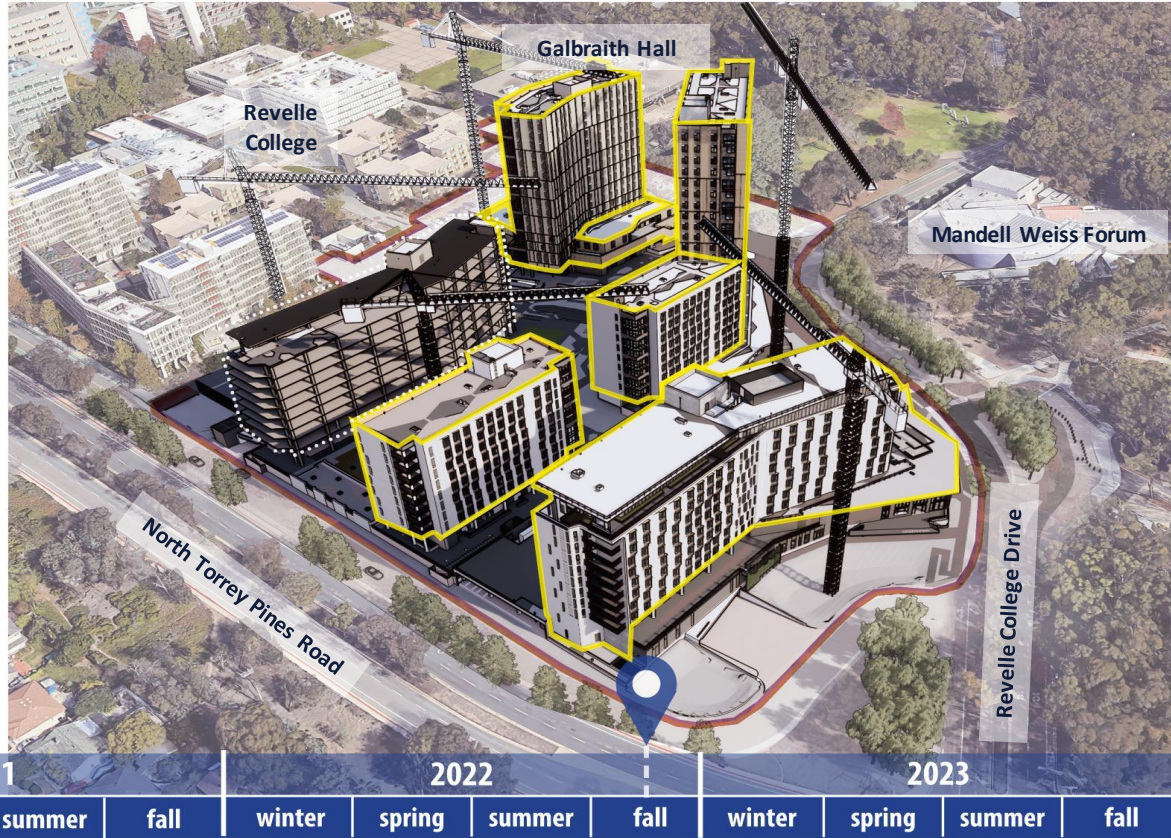 Galbraith Hall
Revelle
College
Mandell Weiss Forum
North Torrey Pines Road
Revelle College Drive
1
2022
2023
summer
fall
winter
spring
summer
fall
winter
spring
summer
fall